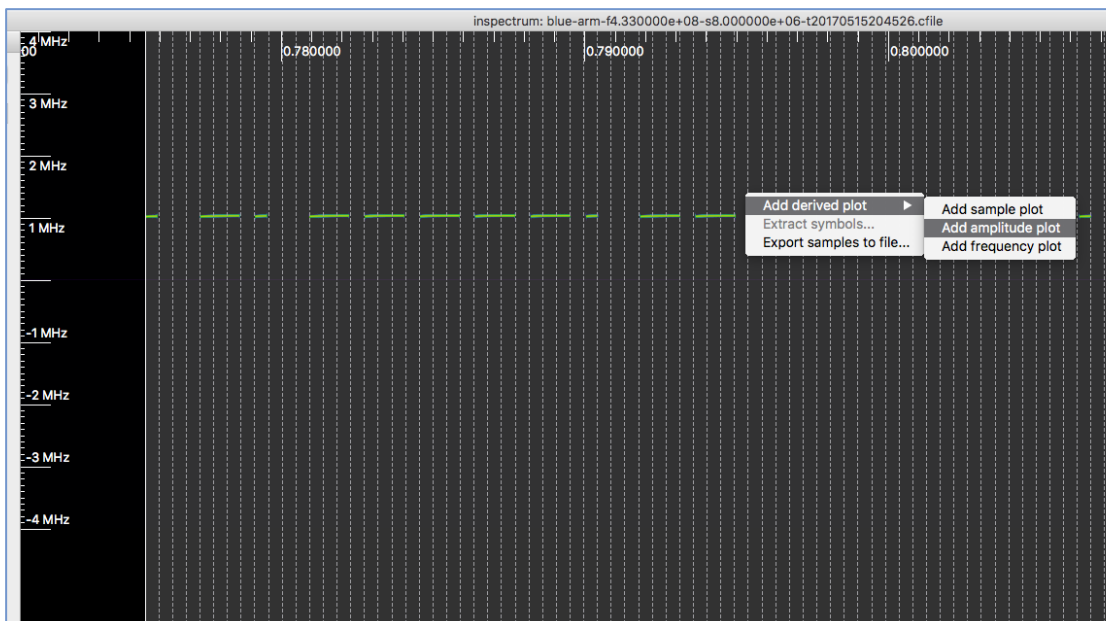 inspectrum: blue-arm-f4.330000e+08-s8.000000e+06-t20170515204526.cfile
4 MHz
00
0.780000
0.790000
0.800000
3 MHz
2 MHz
1 MHz
-1 MHz
-2 MHz
-3 MHz
-4 MHz
Add derived plot
Extract symbols...
Export samples to file...
Add sample plot
Add amplitude plot
Add frequency plot